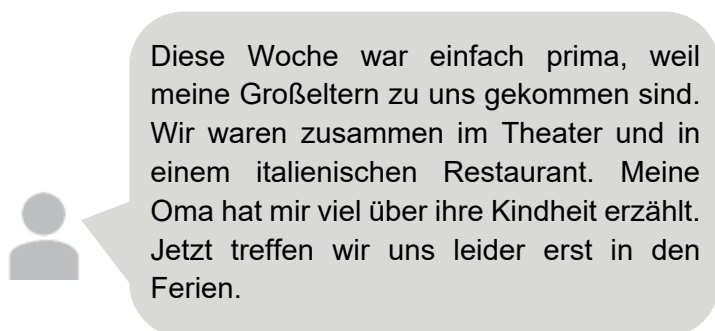 Diese Woche war einfach prima, weil
meine Großeltern zu uns gekommen sind.
Wir waren zusammen im Theater und in
einem italienischen Restaurant. Meine
Oma hat mir viel über ihre Kindheit erzählt.
Jetzt treffen wir uns leider erst in den
Ferien.